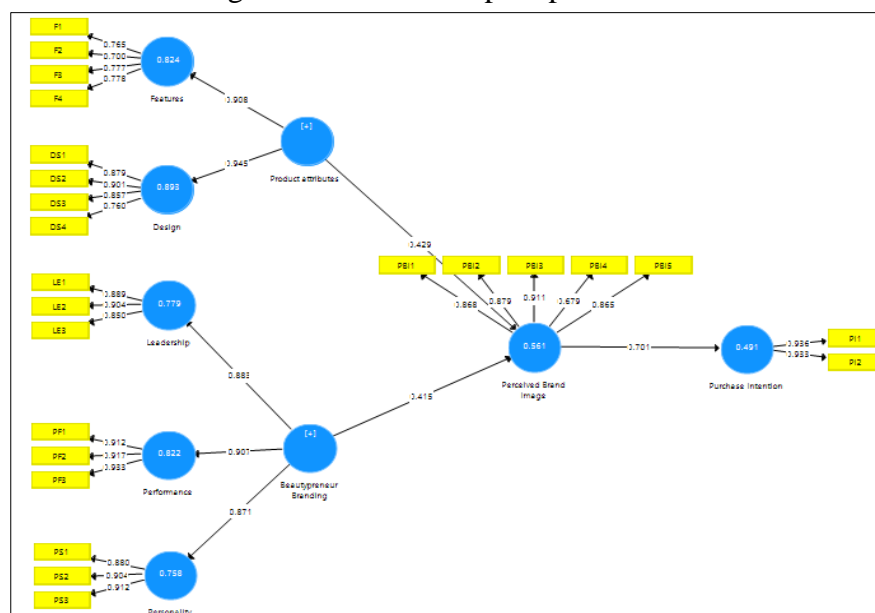 F1
F2
F3
F4
0.765
0.700
0.777
0.778
0.824
Features
0.908
[+]
Product attributes
DS1
DS2
DS3
DS4
0.879
0.901
0.857
0.760
0.893
Design
0.945
0.429
PBI1
PBI2
PBI3
PBI4
PBI5
0.868
0.879
0.911
0.679
0.865
LE1
LE2
LE3
0.889
0.904
0.850
0.779
Leadership
0.883
0.561
Perceived Brand
Image
0.701
0.491
Purchase Intention
0.936
0.933
PI1
PI2
0.415
PF1
PF2
PF3
0.912
0.917
0.933
0.822
Performance
0.907
[+]
Beautypreneur
Branding
0.871
PS1
PS2
PS3
0.880
0.904
0.912
0.758
Personality